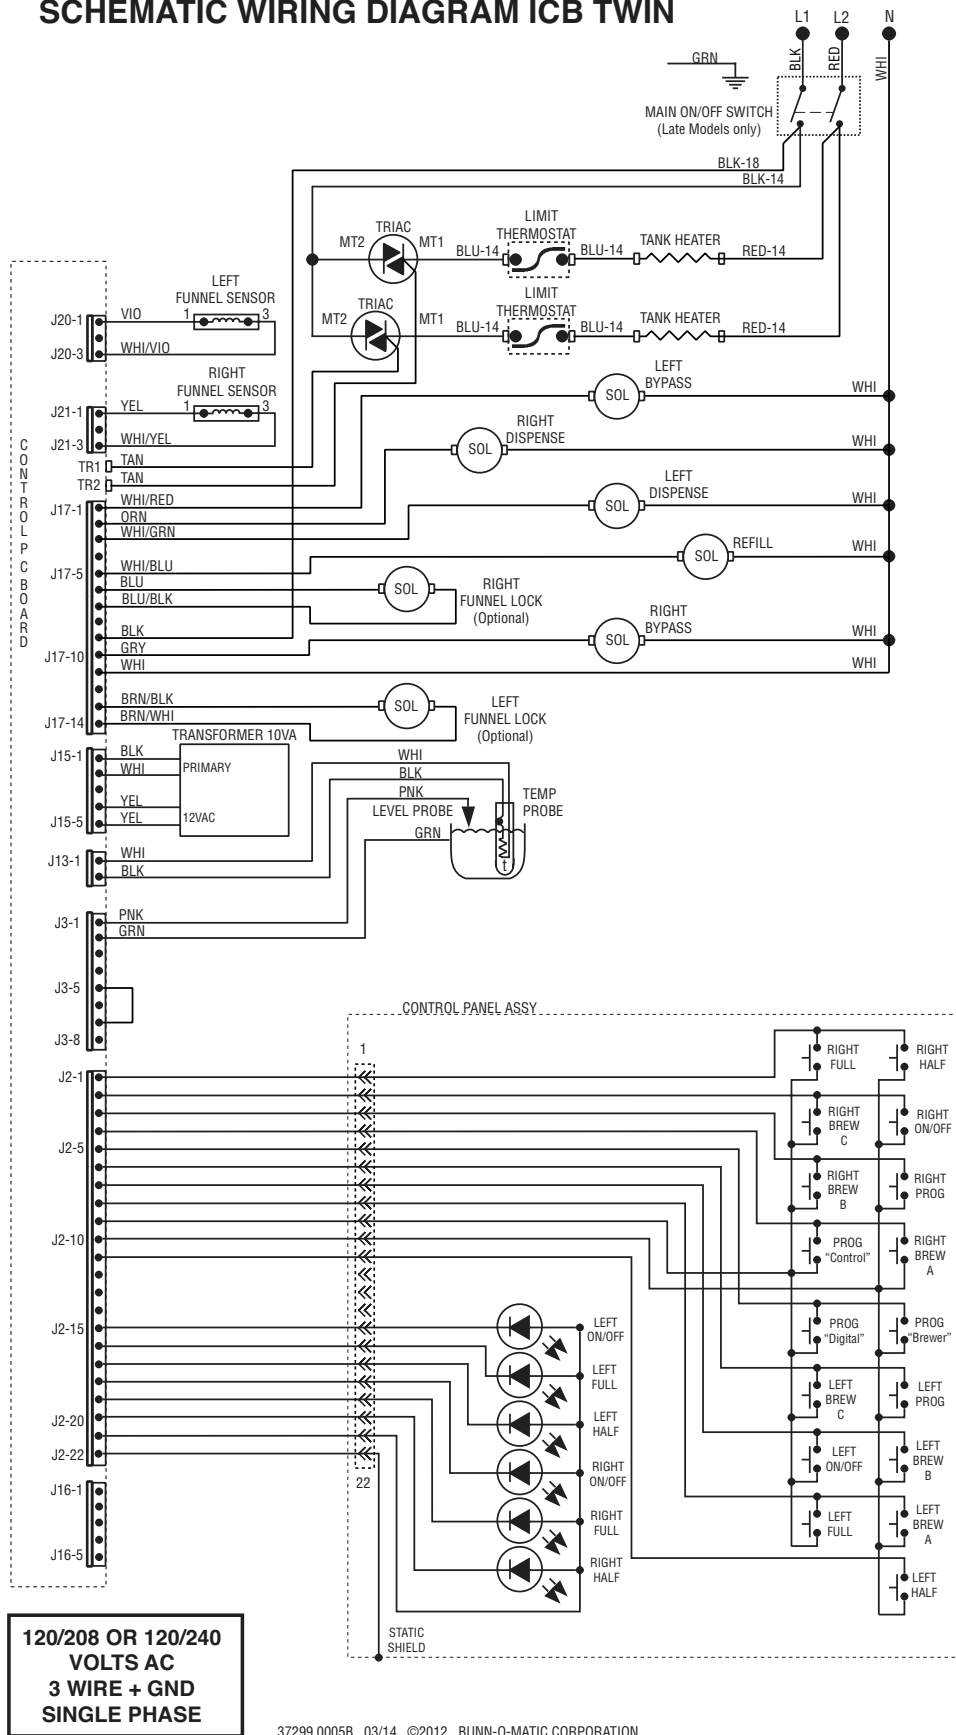 SCHEMATIC WIRING DIAGRAM ICB TWIN
L1
L2
N
GRN
BLK
RED
WHI
MAIN ON/OFF SWITCH
(Late Models only)
BLK-18
BLK-14
TRIAC
MT2
MT1
BLU-14
LIMIT
THERMOSTAT
BLU-14
TANK HEATER
RED-14
TRIAC
MT2
MT1
BLU-14
LIMIT
THERMOSTAT
BLU-14
TANK HEATER
RED-14
CONTROL PC BOARD
LEFT
FUNNEL SENSOR
J20-1
VIO
1
3
J20-3
WHI/VIO
RIGHT
FUNNEL SENSOR
J21-1
YEL
1
3
J21-3
WHI/YEL
TR1
TAN
TR2
TAN
J17-1
WHI/RED
ORN
WHI/GRN
J17-5
WHI/BLU
BLU
BLU/BLK
BLK
J17-10
GRY
WHI
BRN/BLK
J17-14
BRN/WHI
SOL
LEFT
BYPASS
WHI
SOL
RIGHT
DISPENSE
WHI
SOL
LEFT
DISPENSE
WHI
SOL
REFILL
WHI
SOL
RIGHT
FUNNEL LOCK
(Optional)
SOL
RIGHT
BYPASS
WHI
WHI
SOL
LEFT
FUNNEL LOCK
(Optional)
TRANSFORMER 10VA
J15-1
BLK
WHI
PRIMARY
YEL
J15-5
YEL
12VAC
WHI
BLK
PNK
LEVEL PROBE
GRN
TEMP
PROBE
t
J13-1
WHI
BLK
J3-1
PNK
GRN
J3-5
J3-8
CONTROL PANEL ASSY
1
22
J2-1
J2-5
J2-10
J2-15
J2-20
J2-22
J16-1
J16-5
RIGHT
FULL
RIGHT
HALF
RIGHT
BREW
C
RIGHT
ON/OFF
RIGHT
BREW
B
RIGHT
PROG
PROG
“Control”
RIGHT
BREW
A
PROG
“Digital”
PROG
“Brewer”
LEFT
BREW
C
LEFT
PROG
LEFT
ON/OFF
LEFT
BREW
B
LEFT
FULL
LEFT
BREW
A
LEFT
HALF
LEFT
ON/OFF
LEFT
FULL
LEFT
HALF
RIGHT
ON/OFF
RIGHT
FULL
RIGHT
HALF
STATIC
SHIELD
120/208 OR 120/240
VOLTS AC
3 WIRE + GND
SINGLE PHASE
37299.0005B 03/14 ©2012 BUNN-O-MATIC CORPORATION